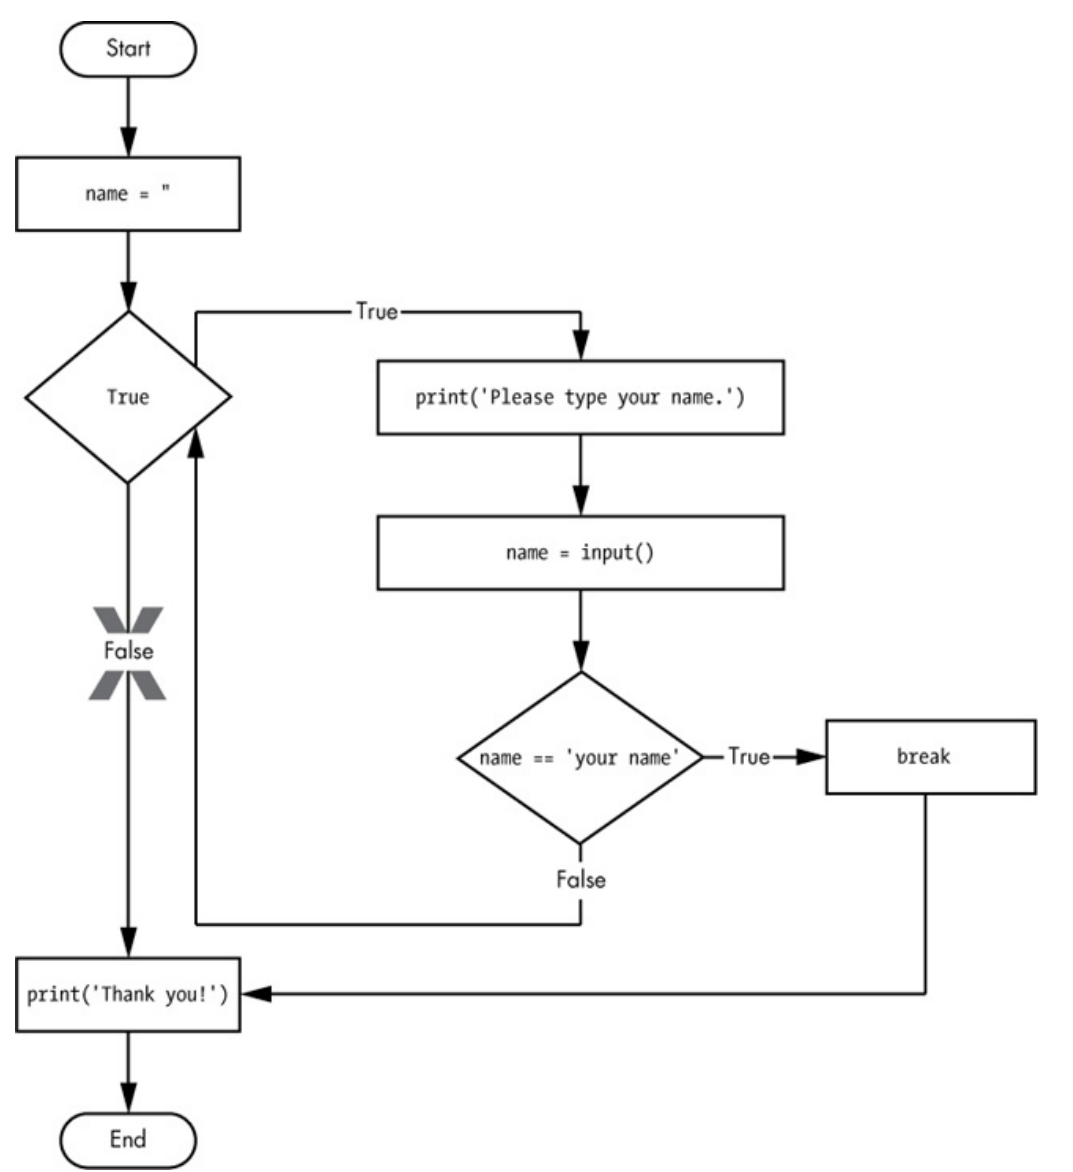 Start
name = "
True
True
print('Please type your name.')
name = input()
False
name == 'your name'
True
break
False
print('Thank you!')
End